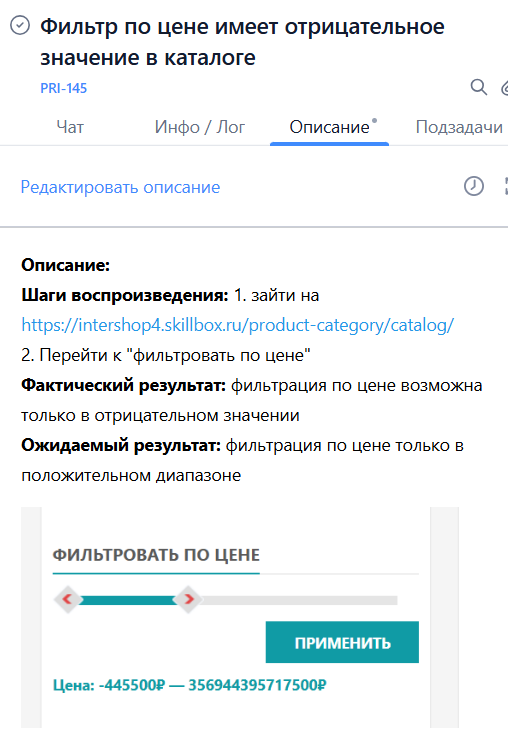 Фильтр по цене имеет отрицательное
значение в каталоге
PRI-145
Чат Инфо / Лог Описание Подзадачи
Редактировать описание
Описание:
Шаги воспроизведения: 1. зайти на
https://intershop4.skillbox.ru/product-category/catalog/
2. Перейти к "фильтровать по цене"
Фактический результат: фильтрация по цене возможна
только в отрицательном значении
Ожидаемый результат: фильтрация по цене только в
положительном диапазоне
ФИЛЬТРОВАТЬ ПО ЦЕНЕ
ПРИМЕНИТЬ
Цена: -445500₽ — 356944395717500₽